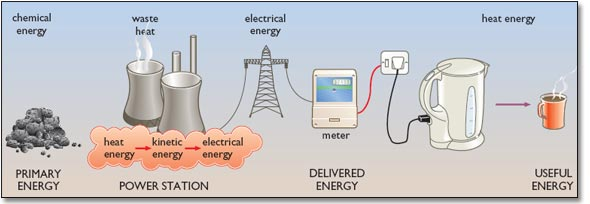 chemical
energy
waste
heat
electrical
energy
heat energy
heat
energy
kinetic
energy
electrical
energy
meter
PRIMARY
ENERGY
POWER STATION
DELIVERED
ENERGY
USEFUL
ENERGY